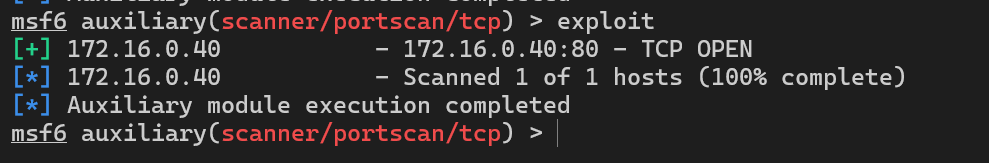 msf6 auxiliary(scanner/portscan/tcp) > exploit
[+] 172.16.0.40           - 172.16.0.40:80 - TCP OPEN
[*] 172.16.0.40           - Scanned 1 of 1 hosts (100% complete)
[*] Auxiliary module execution completed
msf6 auxiliary(scanner/portscan/tcp) >